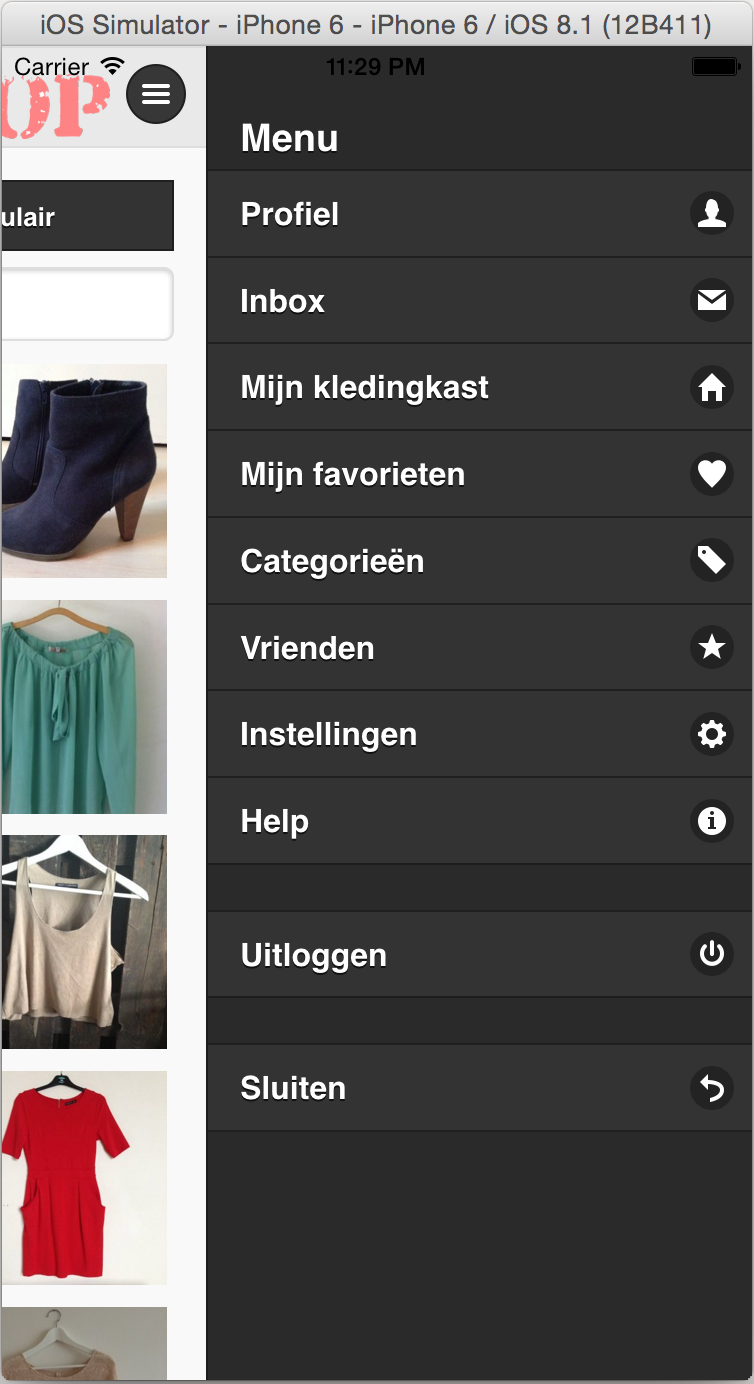 iOS Simulator - iPhone 6 - iPhone 6 / iOS 8.1 (12B411)
Carrier 11:29 PM
OP
Menu
ulair
Profiel
Inbox
Mijn kledingkast
Mijn favorieten
Categorieën
Vrienden
Instellingen
Help
Uitloggen
Sluiten